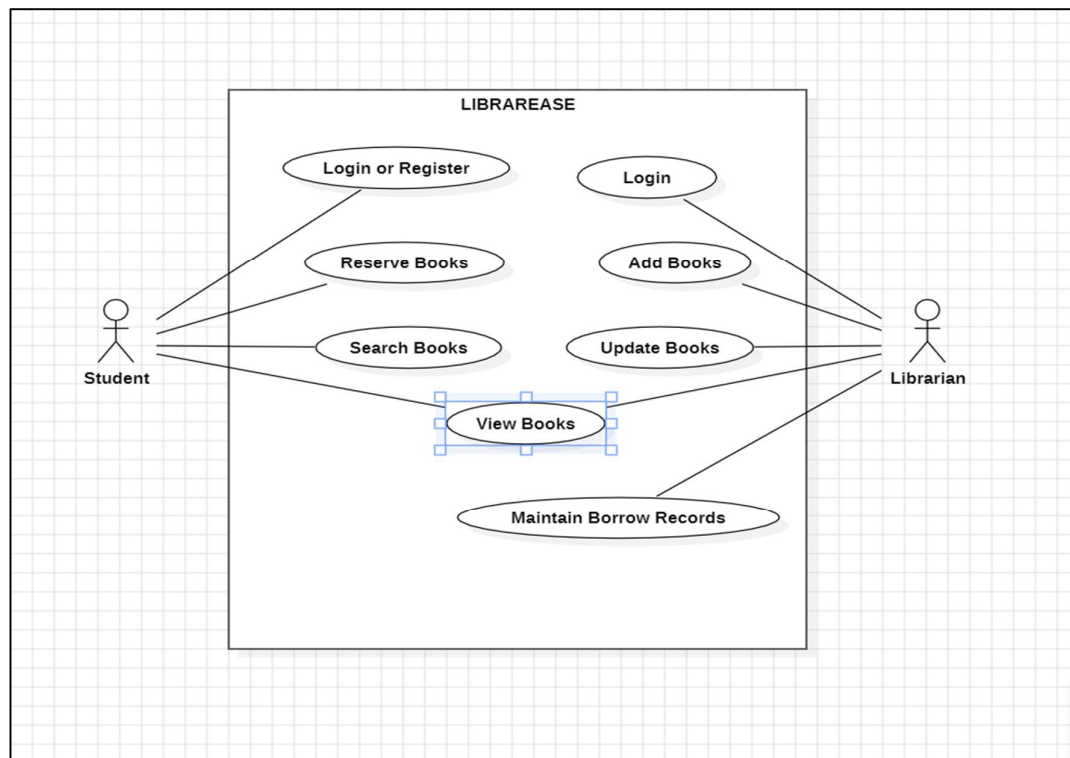 LIBRAREASE
Login or Register
Login
Reserve Books
Add Books
Search Books
Update Books
Student
Librarian
View Books
Maintain Borrow Records